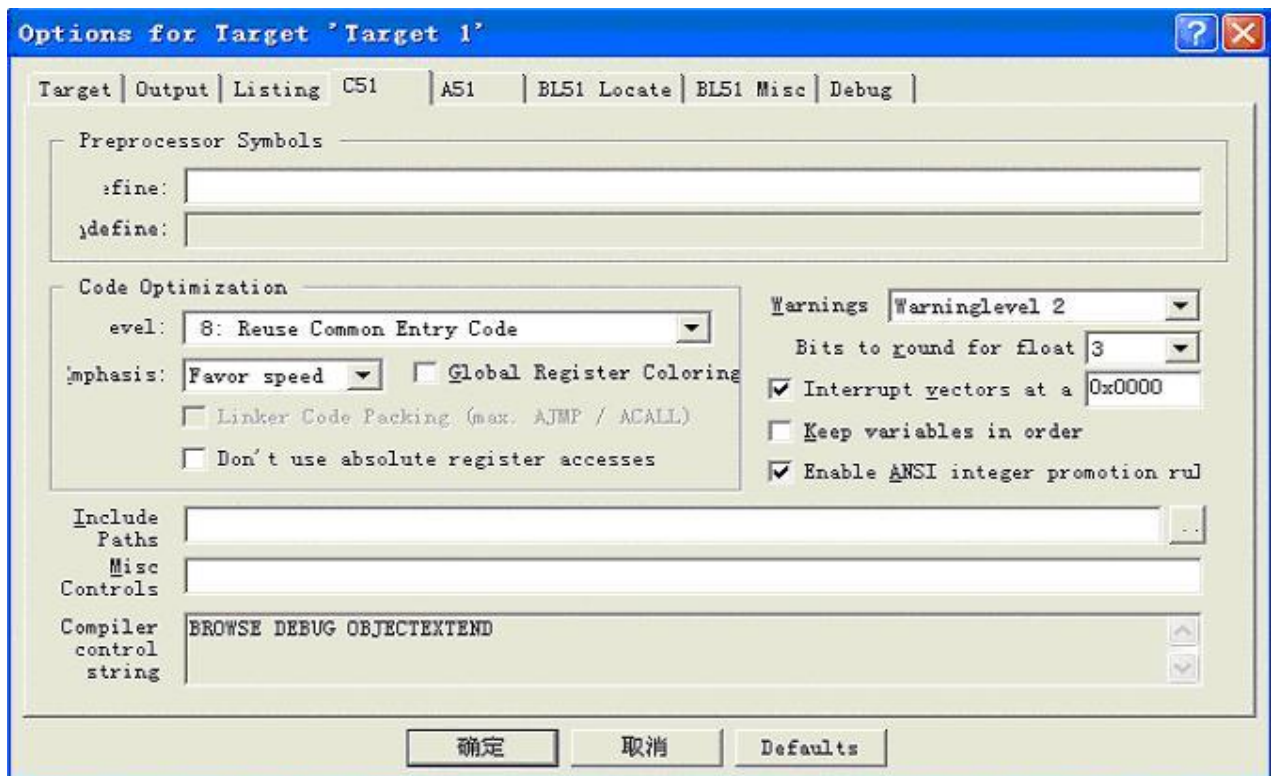 Options for Target 'Target 1'
Target Output Listing C51 A51 BL51 Locate BL51 Misc Debug
Preprocessor Symbols
efine:
define:
Code Optimization
evel: 8: Reuse Common Entry Code
mphasis: Favor speed Global Register Coloring
Linker Code Packing (max. AJMP / ACALL)
Don't use absolute register accesses
Warnings Warninglevel 2
Bits to round for float 3
Interrupt vectors at a 0x0000
Keep variables in order
Enable ANSI integer promotion rul
Include Paths
..
Misc Controls
Compiler control string
BROWSE DEBUG OBJECTEXTEND
确定 取消 Defaults